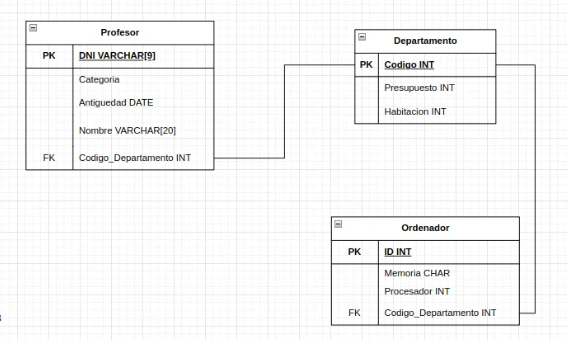 Profesor
PK DNI VARCHAR[9]
Categoria
Antiguedad DATE
Nombre VARCHAR[20]
FK Codigo_Departamento INT
Departamento
PK Codigo INT
Presupuesto INT
Habitacion INT
Ordenador
PK ID INT
Memoria CHAR
Procesador INT
FK Codigo_Departamento INT